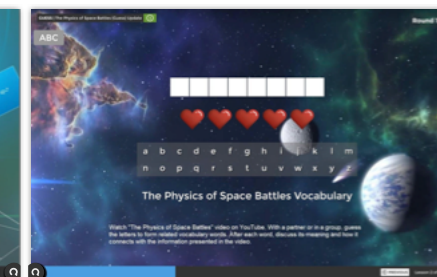 GUESS | The Physics of Space Battles (Guess) Update
Round
ABC
a b c d e f g h i j k l m
n o p q r s t u v w x y z
The Physics of Space Battles Vocabulary
Watch "The Physics of Space Battles" video on YouTube. With a partner or in a group, guess
the letters to form related vocabulary words. After each word, discuss its meaning and how it
connects with the information presented in the video.